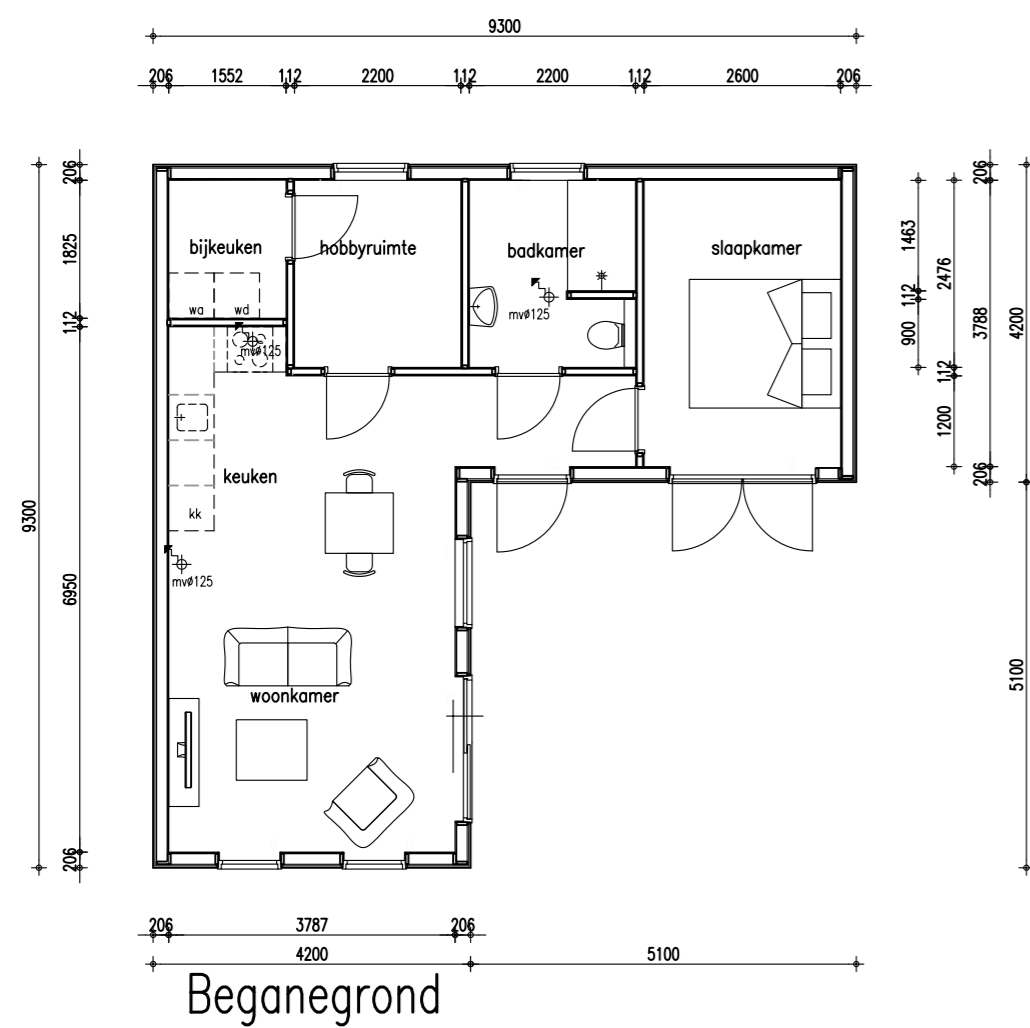 9300
206 1552 112 2200 112 2200 112 2600 206
206
1825
112
6950
206
9300
bijkeuken
hobbyruimte
badkamer
slaapkamer
wa
wd
mvø125
mvø125
keuken
kk
mvø125
woonkamer
1463
112
900
2476
112
1200
206
3788
206
4200
5100
206 3787 206
4200 5100
Beganegrond